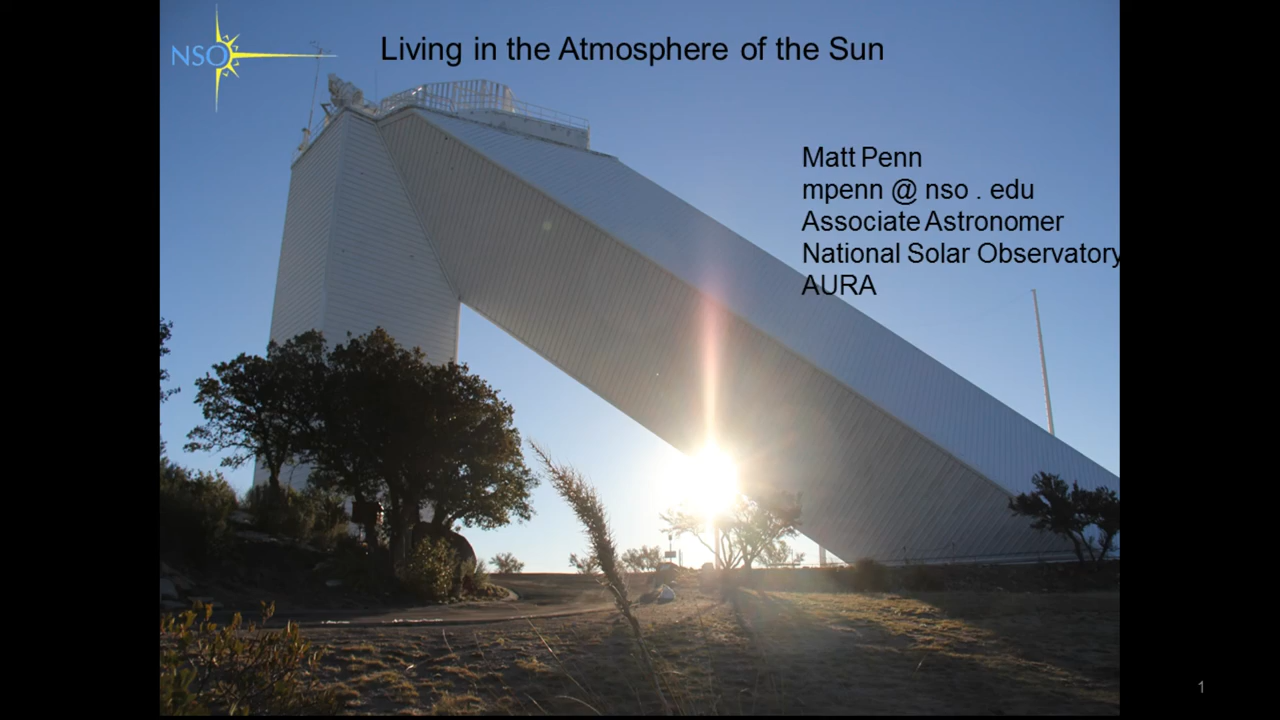 NSO
Living in the Atmosphere of the Sun
Matt Penn
mpenn @ nso . edu
Associate Astronomer
National Solar Observatory
AURA
1